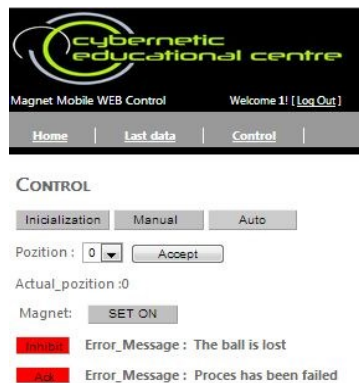 cybernetic
educational centre
Magnet Mobile WEB Control Welcome 1! [ Log Out ]
Home | Last data | Control
CONTROL
Inicialization Manual Auto
Pozition : 0 Accept
Actual_pozition :0
Magnet: SET ON
Inhibit Error_Message : The ball is lost
Ack Error_Message : Proces has been failed